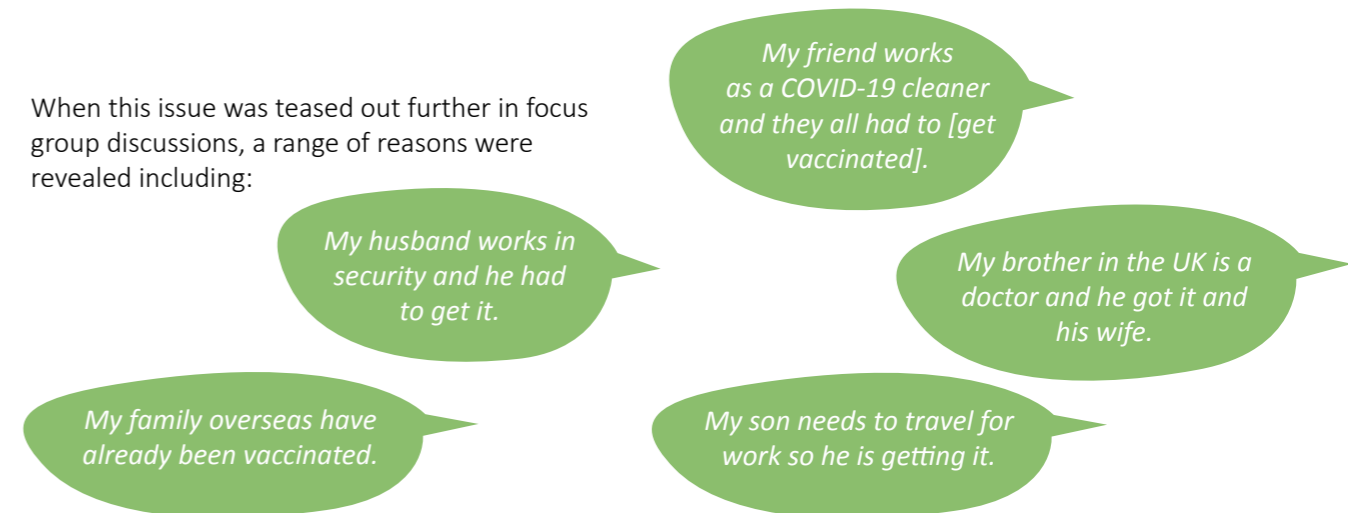 When this issue was teased out further in focus
group discussions, a range of reasons were
revealed including:
My friend works
as a COVID-19 cleaner
and they all had to [get
vaccinated].
My husband works in
security and he had
to get it.
My brother in the UK is a
doctor and he got it and
his wife.
My family overseas have
already been vaccinated.
My son needs to travel for
work so he is getting it.